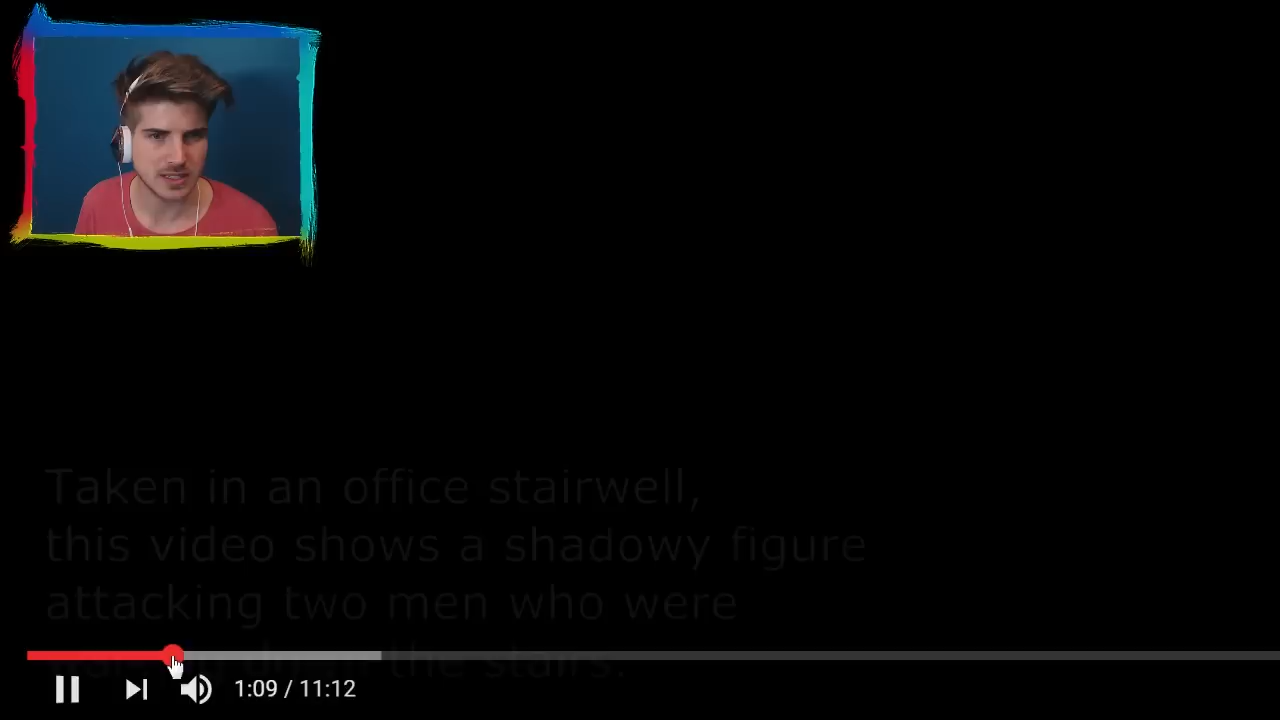 Taken in an office stairwell,
this video shows a shadowy figure
attacking two men who were
the stairs.
1:09 / 11:12